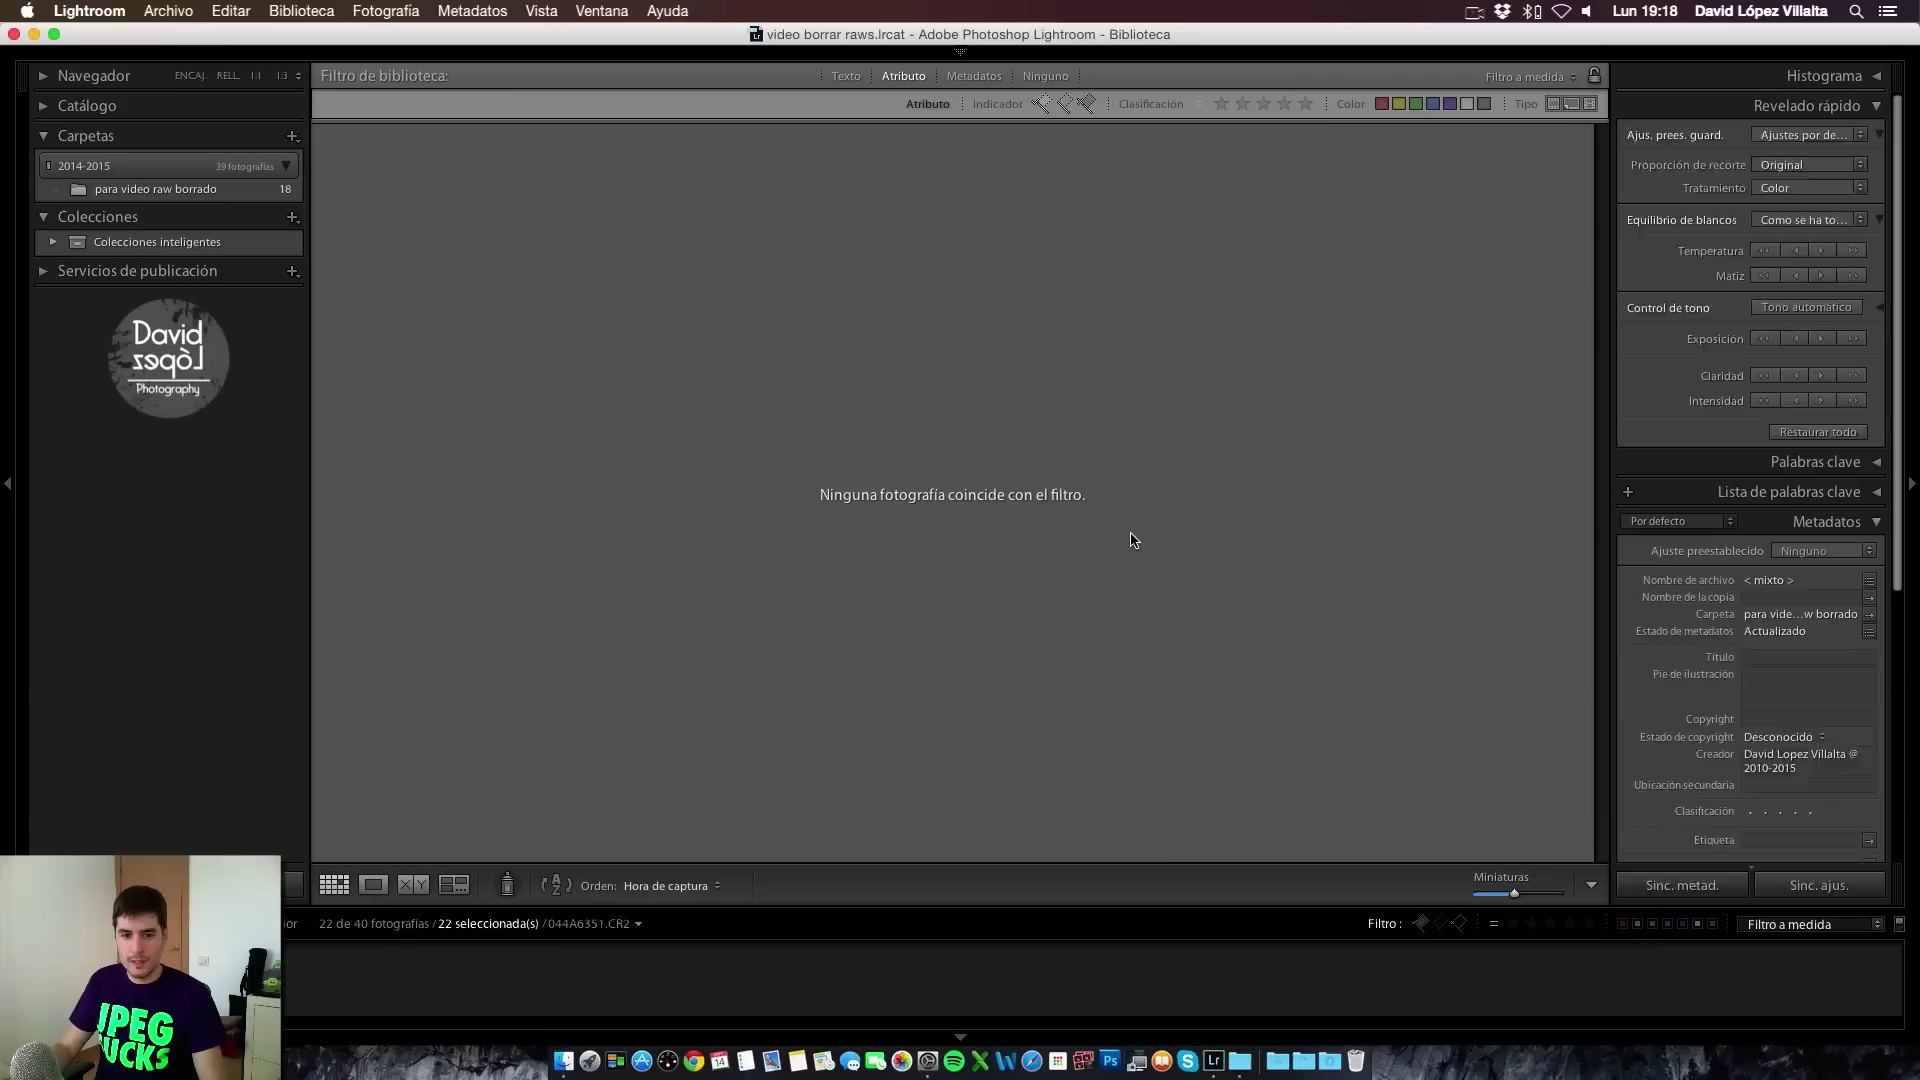 Lightroom Archivo Editar Biblioteca Fotografía Metadatos Vista Ventana Ayuda Lun 19:18 David López Villalta
video borrar raws.lrcat - Adobe Photoshop Lightroom - Biblioteca
Navegador ENCAJ. RELL. 1:1 1:3
Filtro de biblioteca: Texto Atributo Metadatos Ninguno Filtro a medida
Histograma
Catálogo
Atributo Indicador Clasificación = Color Tipo
Revelado rápido
Carpetas
2014-2015 39 fotografías
para video raw borrado 18
Colecciones
Colecciones inteligentes
Servicios de publicación
David
López
Photography
Ajus. prees. guard. Ajustes por de...
Proporción de recorte Original
Tratamiento Color
Equilibrio de blancos Como se ha to...
Temperatura
Matiz
Control de tono Tono automático
Exposición
Claridad
Intensidad
Restaurar todo
Palabras clave
Lista de palabras clave
Por defecto Metadatos
Ajuste preestablecido Ninguno
Nombre de archivo < mixto >
Nombre de la copia
Carpeta para vide...w borrado
Estado de metadatos Actualizado
Título
Pie de ilustración
Copyright
Estado de copyright Desconocido
Creador David Lopez Villalta @
2010-2015
Ubicación secundaria
Clasificación . . . . .
Etiqueta
Ninguna fotografía coincide con el filtro.
XY Orden: Hora de captura
Miniaturas
Sinc. metad. Sinc. ajus.
ior 22 de 40 fotografías / 22 seleccionada(s) / 044A6351.CR2
Filtro : = Filtro a medida
JPEG
SUCKS
14
Ps
Lr